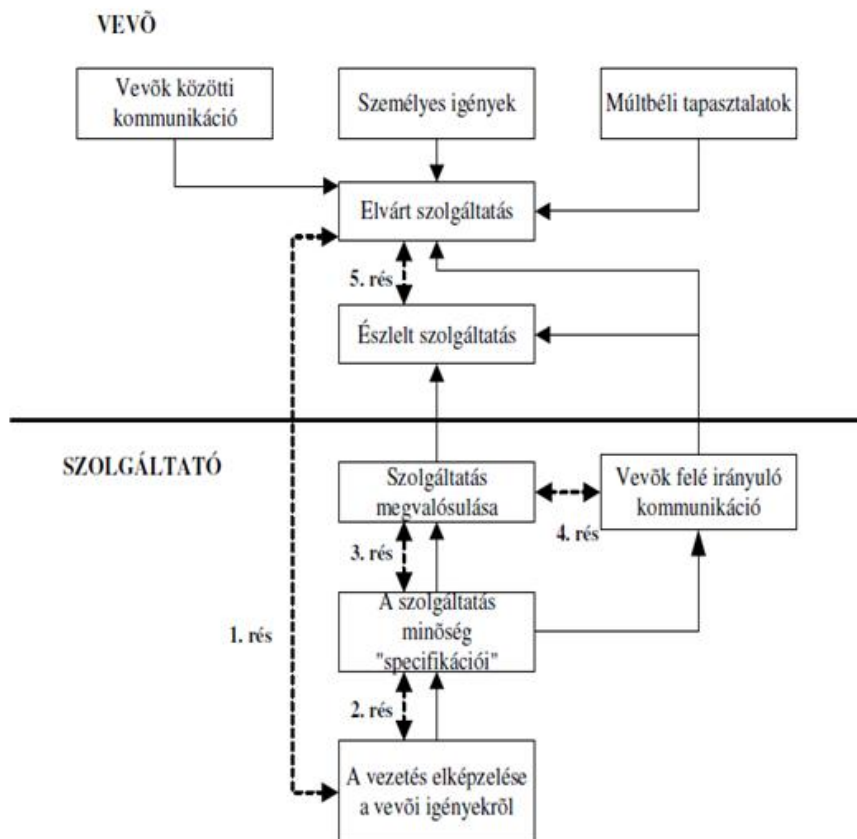 VEVÕ
Vevõk közötti
kommunikáció
Személyes igények
Múltbéli tapasztalatok
Elvárt szolgáltatás
5. rés
Észlelt szolgáltatás
SZOLGÁLTATÓ
Szolgáltatás
megvalósulása
Vevõk felé irányuló
kommunikáció
4. rés
3. rés
A szolgáltatás
minõség
"specifikációi"
1. rés
2. rés
A vezetés elképzelése
a vevõi igényekrõl